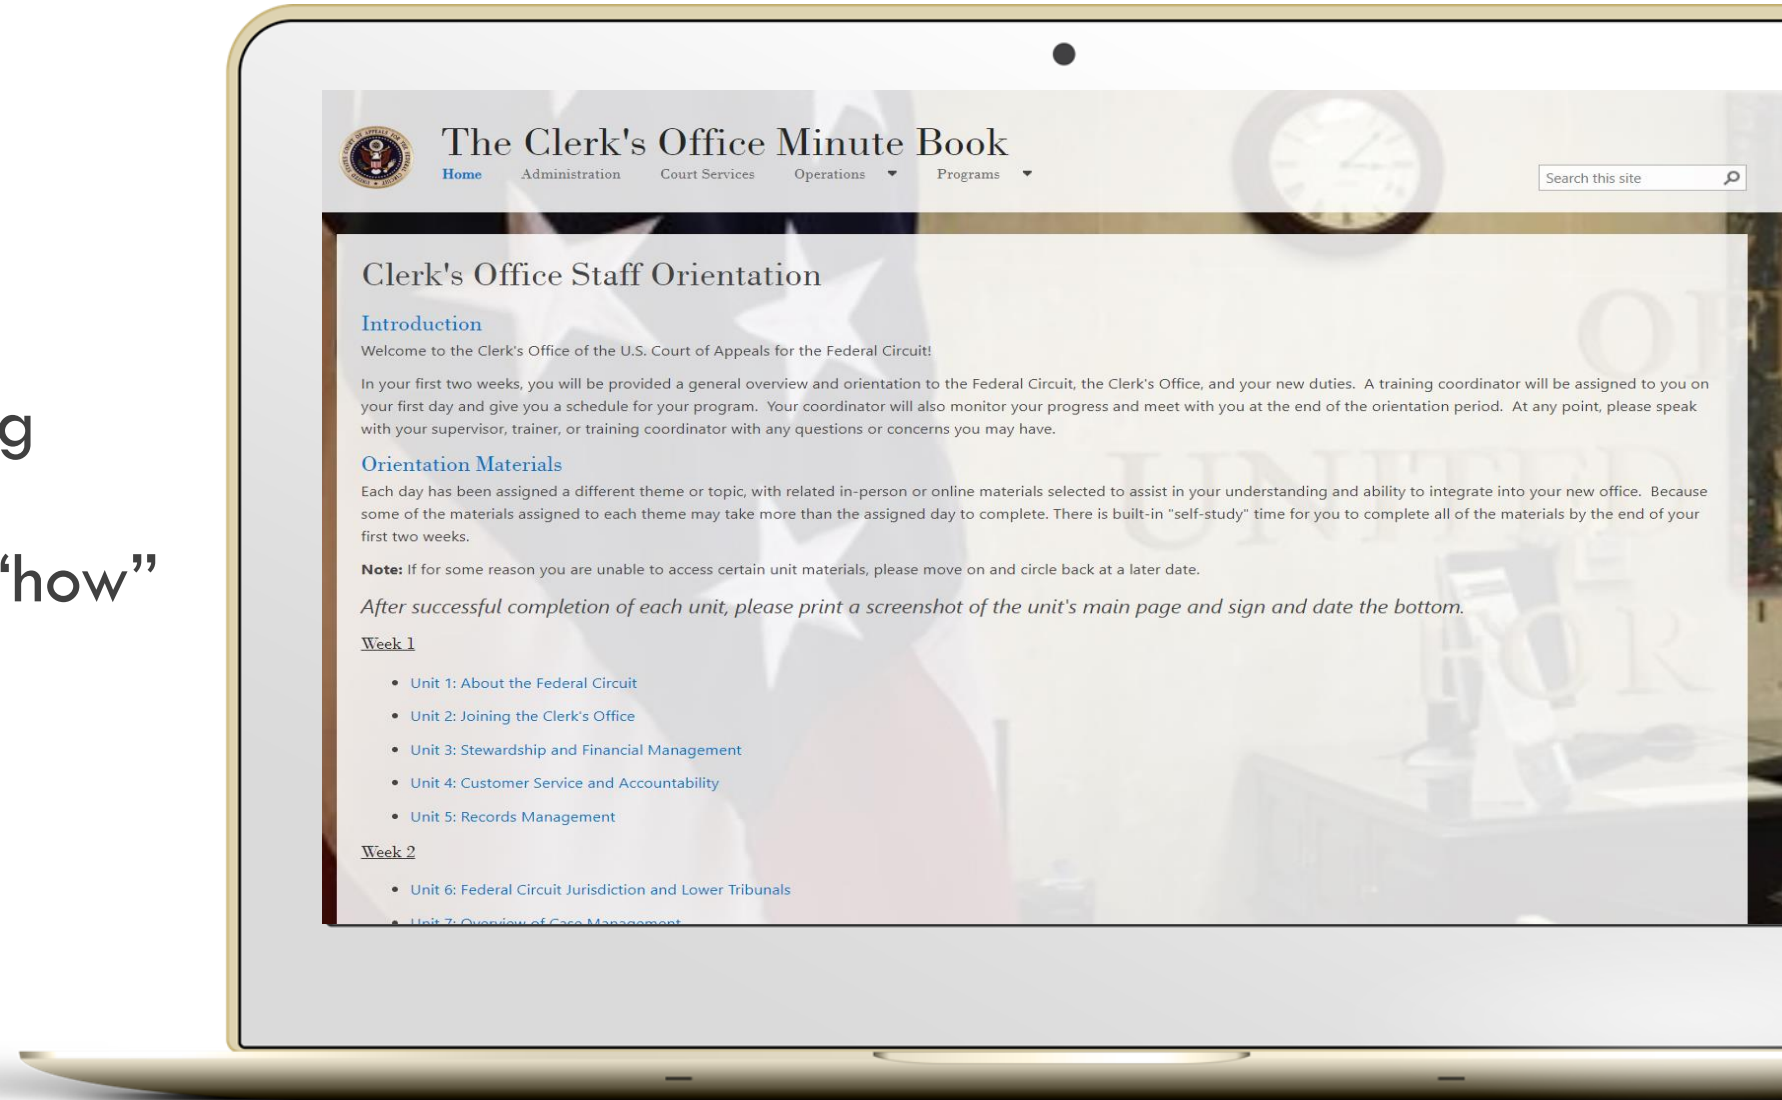 g
“how”
The Clerk's Office Minute Book
Home Administration Court Services Operations Programs
Search this site
Clerk's Office Staff Orientation
Introduction
Welcome to the Clerk's Office of the U.S. Court of Appeals for the Federal Circuit!
In your first two weeks, you will be provided a general overview and orientation to the Federal Circuit, the Clerk's Office, and your new duties. A training coordinator will be assigned to you on
your first day and give you a schedule for your program. Your coordinator will also monitor your progress and meet with you at the end of the orientation period. At any point, please speak
with your supervisor, trainer, or training coordinator with any questions or concerns you may have.
Orientation Materials
Each day has been assigned a different theme or topic, with related in-person or online materials selected to assist in your understanding and ability to integrate into your new office. Because
some of the materials assigned to each theme may take more than the assigned day to complete. There is built-in "self-study" time for you to complete all of the materials by the end of your
first two weeks.
Note: If for some reason you are unable to access certain unit materials, please move on and circle back at a later date.
After successful completion of each unit, please print a screenshot of the unit's main page and sign and date the bottom.
Week 1
• Unit 1: About the Federal Circuit
• Unit 2: Joining the Clerk's Office
• Unit 3: Stewardship and Financial Management
• Unit 4: Customer Service and Accountability
• Unit 5: Records Management
Week 2
• Unit 6: Federal Circuit Jurisdiction and Lower Tribunals
• Unit 7: Overview of Case Management
UNITED
FOR